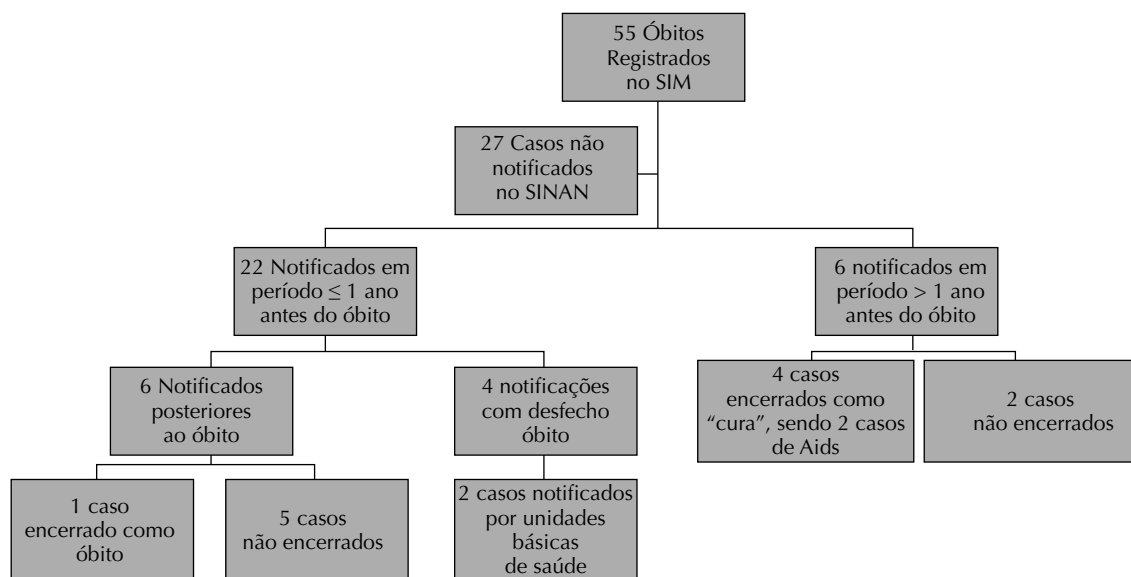 55 Óbitos
Registrados
no SIM
27 Casos não
notificados
no SINAN
22 Notificados em
período ≤ 1 ano
antes do óbito
6 notificados em
período > 1 ano
antes do óbito
6 Notificados
posteriores
ao óbito
4 notificações
com desfecho
óbito
4 casos
encerrados como
“cura”, sendo 2 casos
de Aids
2 casos
não encerrados
1 caso
encerrado como
óbito
5 casos
não encerrados
2 casos notificados
por unidades
básicas
de saúde